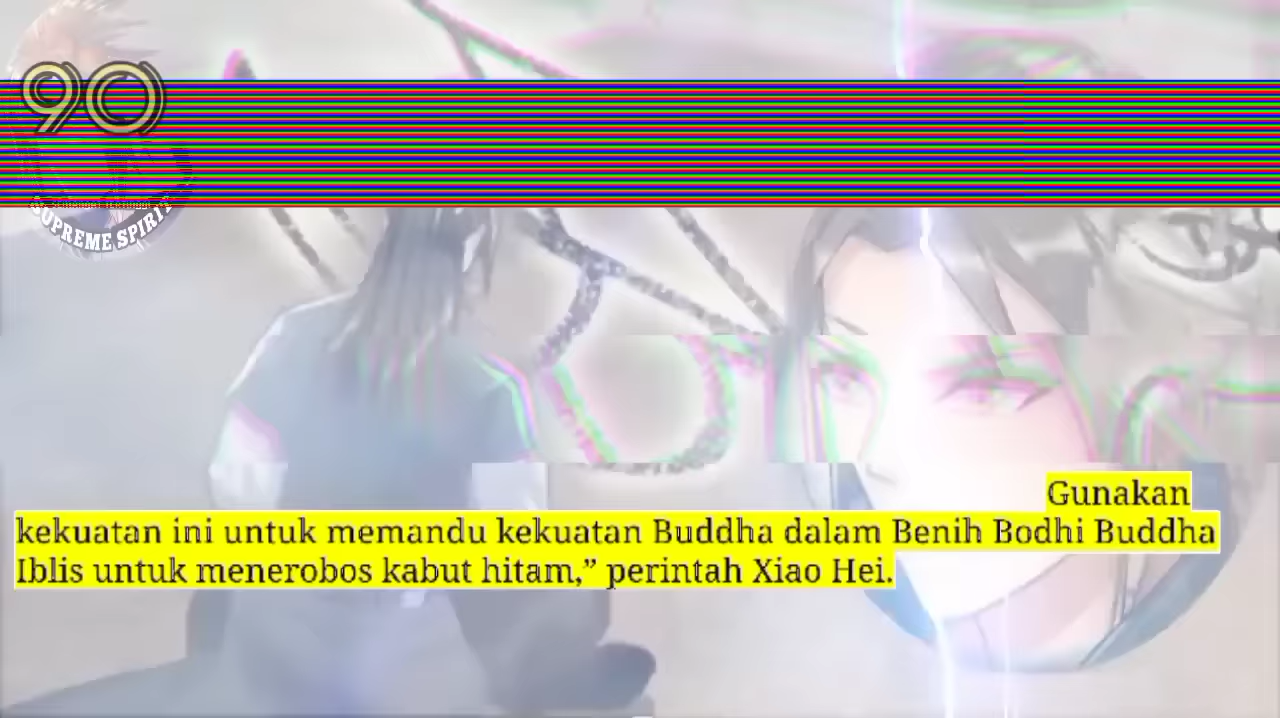 90
SUPREME SPIRIT
Gunakan
kekuatan ini untuk memandu kekuatan Buddha dalam Benih Bodhi Buddha
Iblis untuk menerobos kabut hitam,” perintah Xiao Hei.